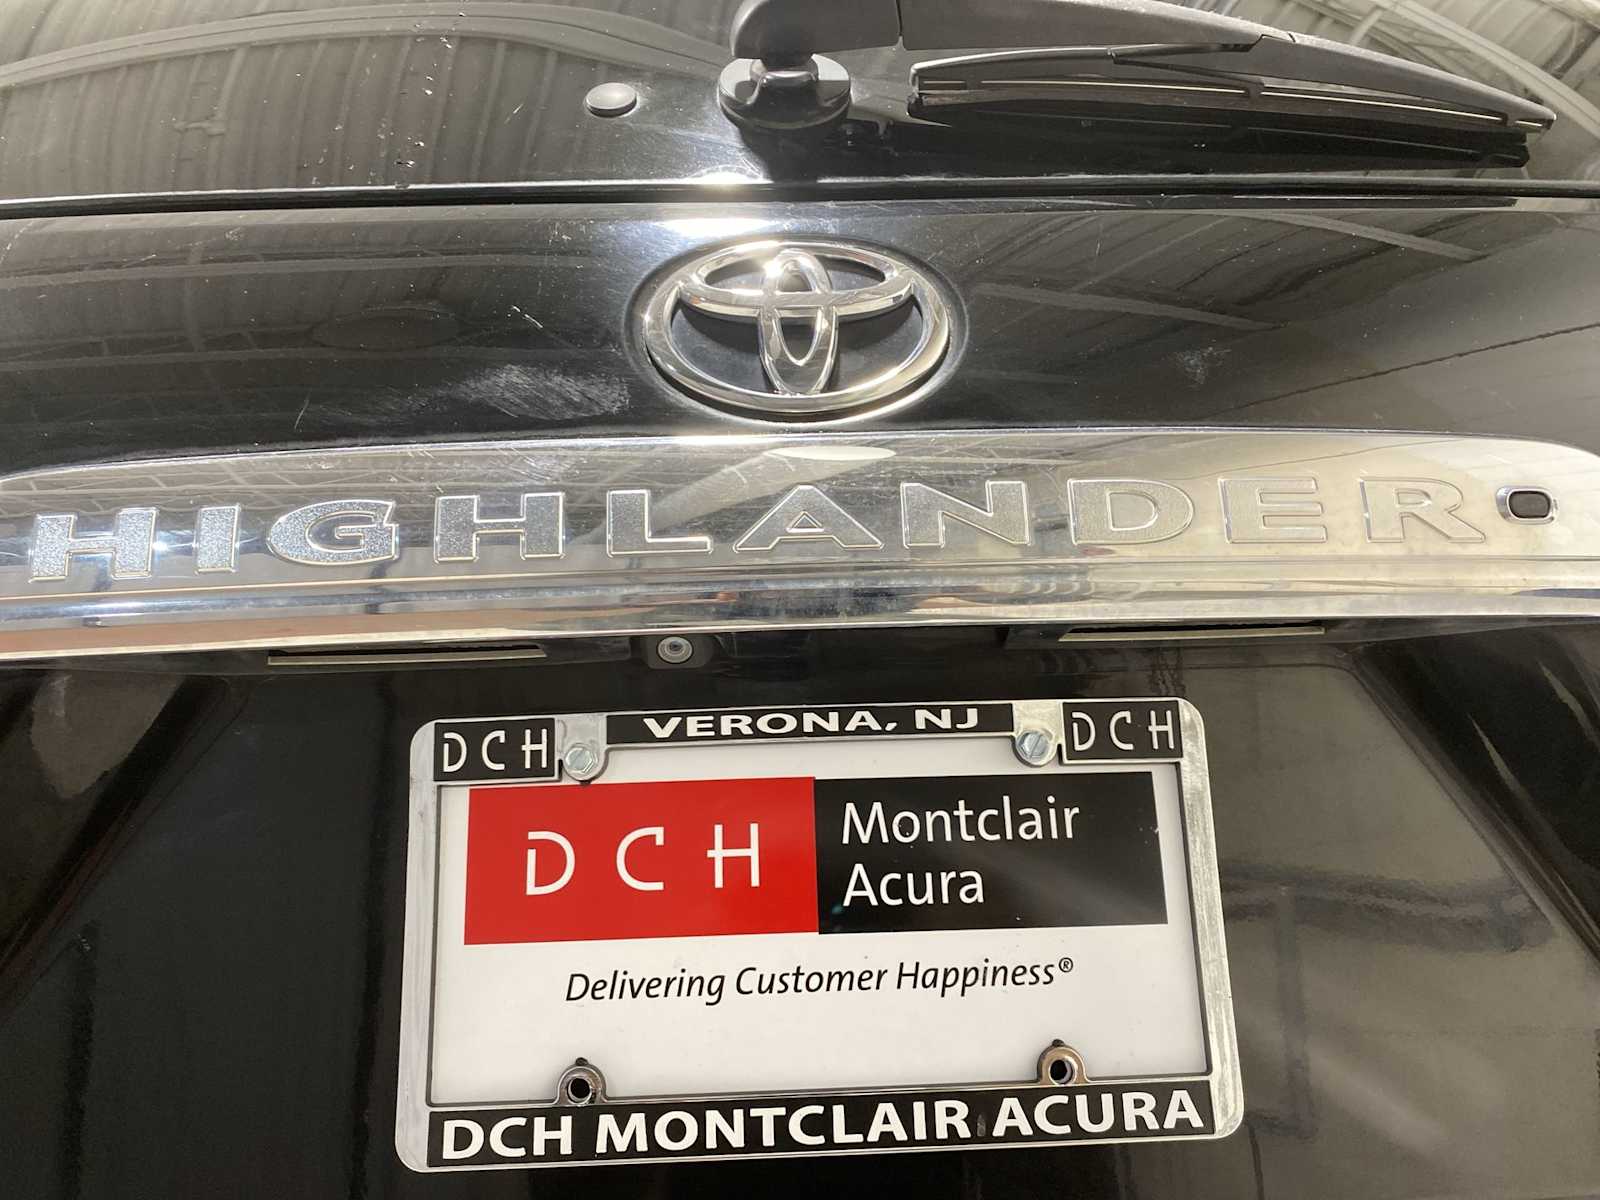 HIGHLANDER
DCH
VERONA, NJ
DCH
DCH
Montclair
Acura
Delivering Customer Happiness®
DCH MONTCLAIR ACURA